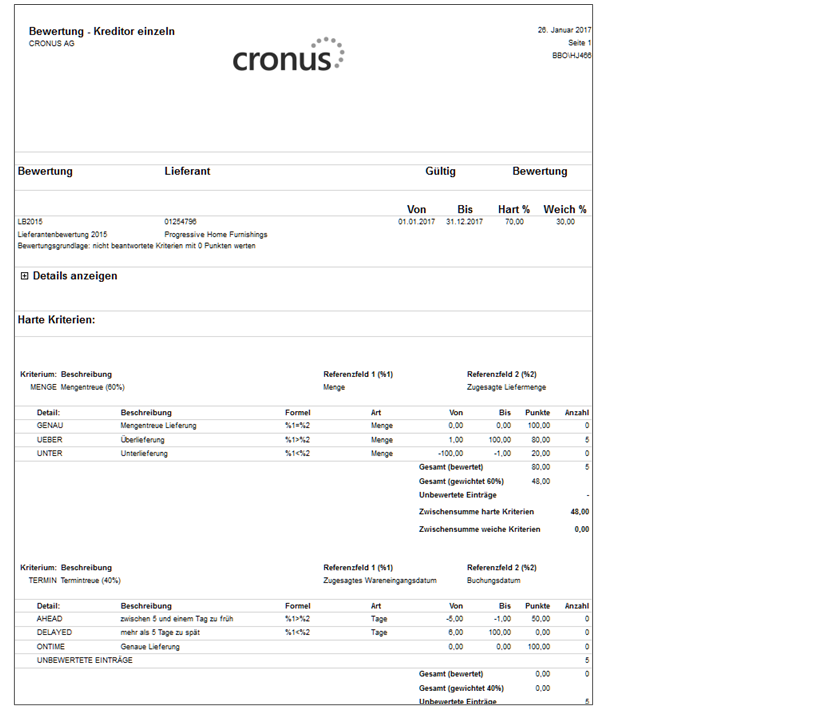 Bewertung - Kreditor einzeln
CRONUS AG
cronus
26. Januar 2017
Seite 1
BBO\HJ466
Bewertung Lieferant Gültig Bewertung
Von Bis Hart % Weich %
LB2015 01254796 01.01.2017 31.12.2017 70,00 30,00
Lieferantenbewertung 2015 Progressive Home Furnishings
Bewertungsgrundlage: nicht beantwortete Kriterien mit 0 Punkten werten
Details anzeigen
Harte Kriterien:
Kriterium: Beschreibung Referenzfeld 1 (%1) Referenzfeld 2 (%2)
MENGE Mengentreue (60%) Menge Zugesagte Liefermenge
Detail: Beschreibung Formel Art Von Bis Punkte Anzahl
GENAU Mengentreue Lieferung %1=%2 Menge 0,00 0,00 100,00 0
UEBER Überlieferung %1>%2 Menge 1,00 100,00 80,00 5
UNTER Unterlieferung %1<%2 Menge -100,00 -1,00 20,00 0
Gesamt (bewertet) 80,00 5
Gesamt (gewichtet 60%) 48,00
Unbewertete Einträge -
Zwischensumme harte Kriterien 48,00
Zwischensumme weiche Kriterien 0,00
Kriterium: Beschreibung Referenzfeld 1 (%1) Referenzfeld 2 (%2)
TERMIN Termintreue (40%) Zugesagtes Wareneingangsdatum Buchungsdatum
Detail: Beschreibung Formel Art Von Bis Punkte Anzahl
AHEAD zwischen 5 und einem Tag zu früh %1>%2 Tage -5,00 -1,00 50,00 0
DELAYED mehr als 5 Tage zu spät %1<%2 Tage 6,00 100,00 0,00 0
ONTIME Genaue Lieferung 0,00 0,00 100,00 0
UNBEWERTETE EINTRÄGE 5
Gesamt (bewertet) 0,00 0
Gesamt (gewichtet 40%) 0,00
Unbewertete Einträge 5